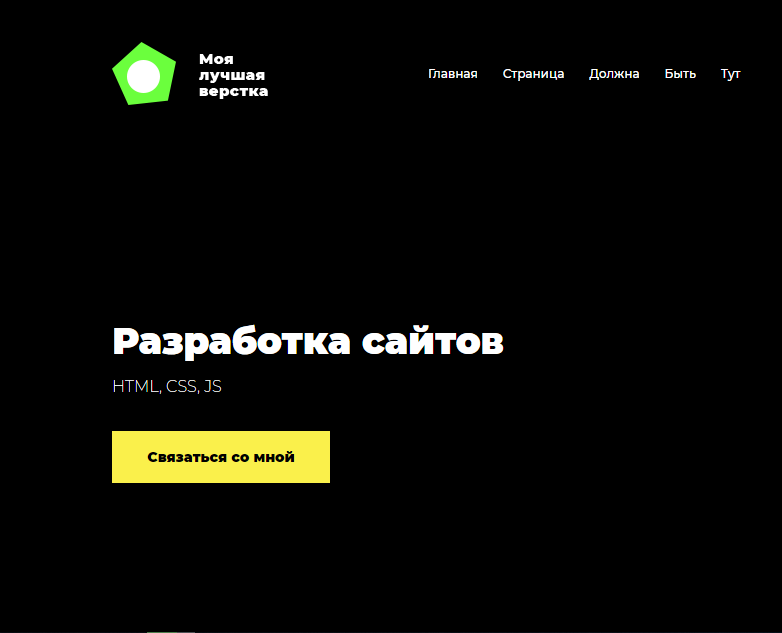 Моя
лучшая
верстка
Главная Страница Должна Быть Тут
Разработка сайтов
HTML, CSS, JS
Связаться со мной